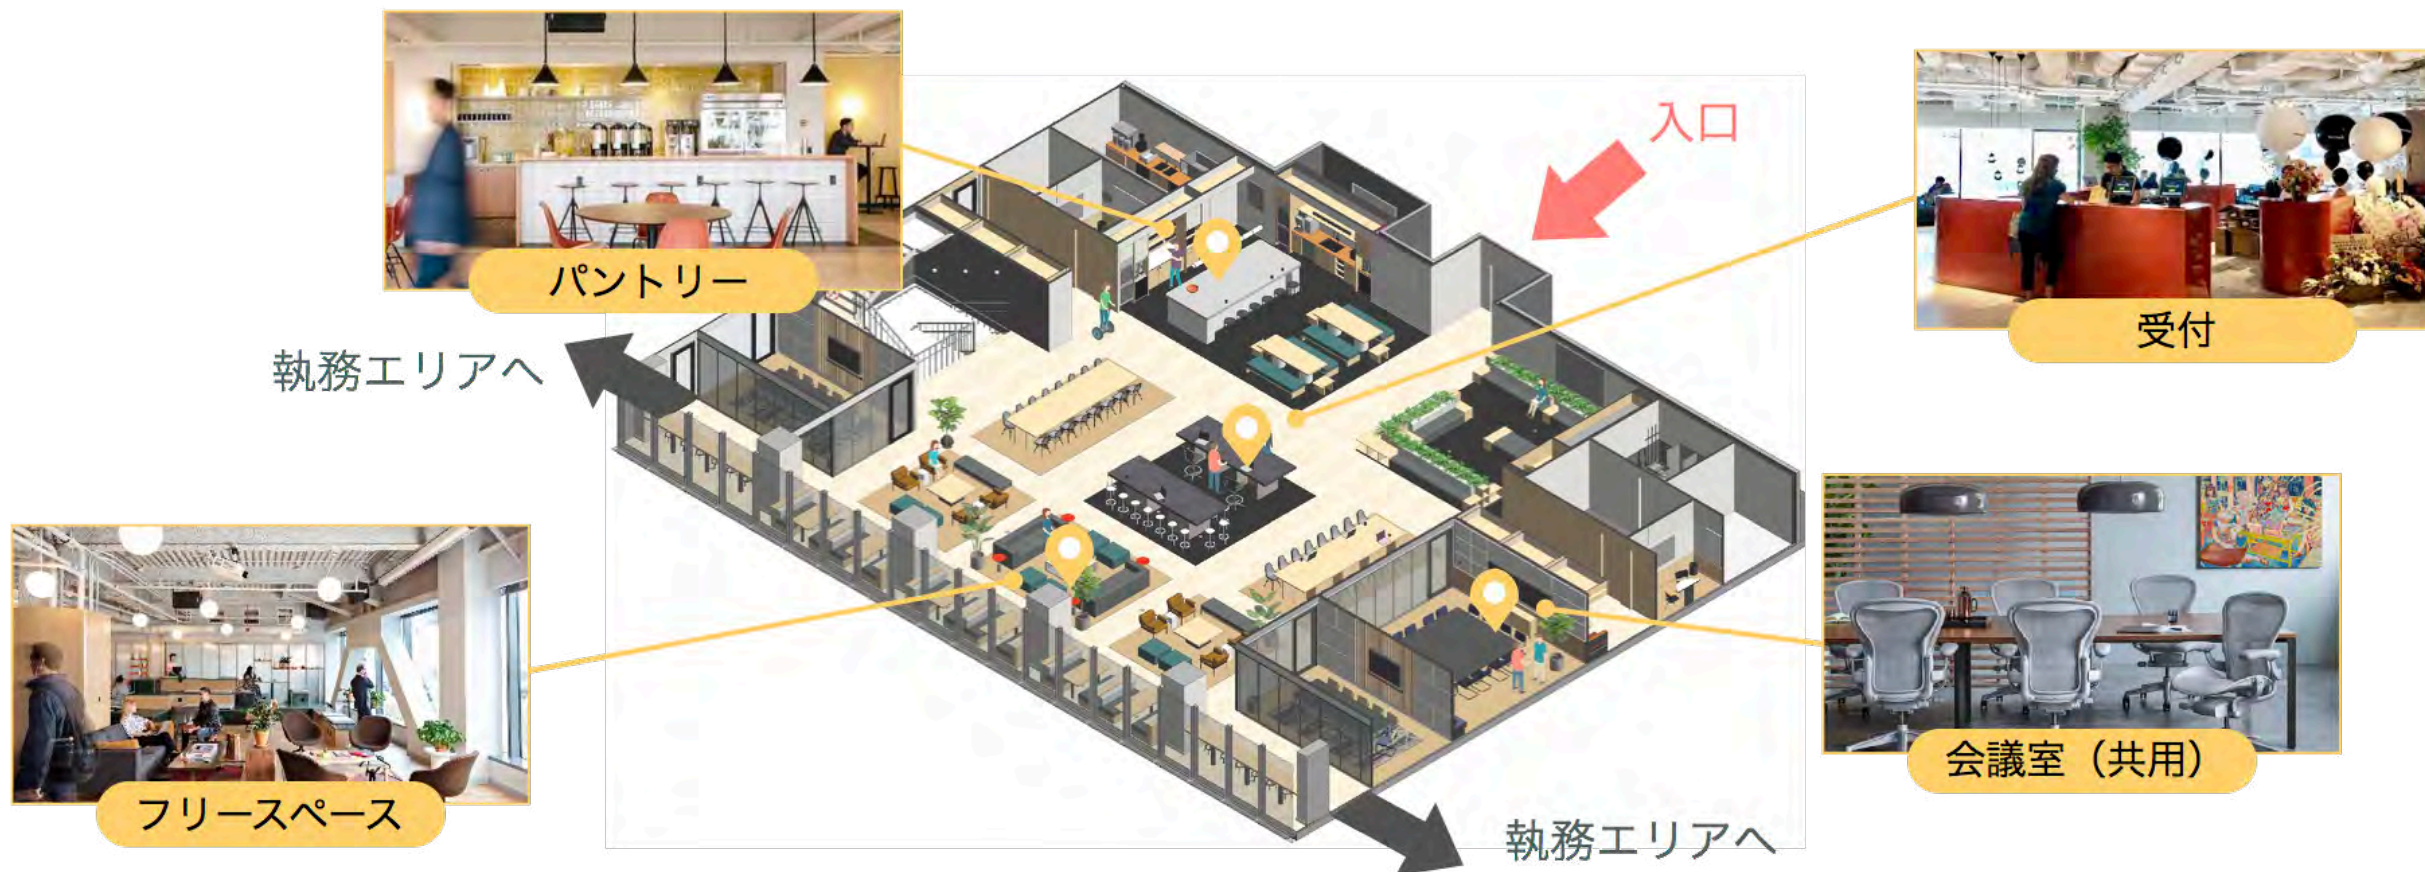 入口
パントリー
受付
執務エリアへ
会議室（共用）
フリースペース
執務エリアへ